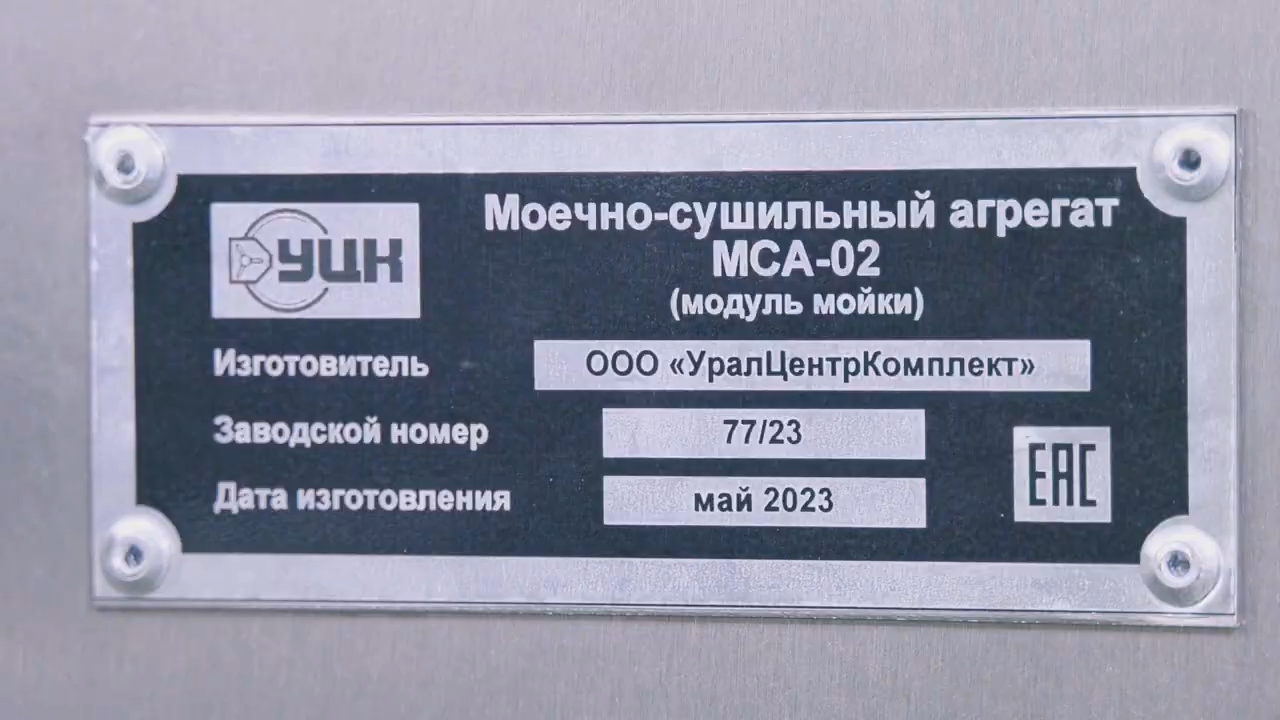 УЦК
Моечно-сушильный агрегат
МСА-02
(модуль мойки)
Изготовитель ООО «УралЦентрКомплект»
Заводской номер 77/23
Дата изготовления май 2023
ЕАС